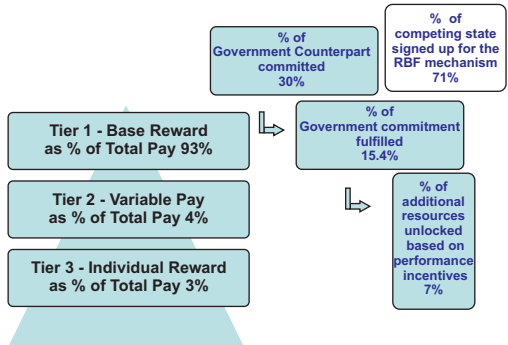 % of
Government Counterpart
committed
30%
% of
competing state
signed up for the
RBF mechanism
71%
Tier 1 - Base Reward
as % of Total Pay 93%
% of
Government commitment
fulfilled
15.4%
Tier 2 - Variable Pay
as % of Total Pay 4%
% of
additional
resources
unlocked
based on
performance
incentives
7%
Tier 3 - Individual Reward
as % of Total Pay 3%